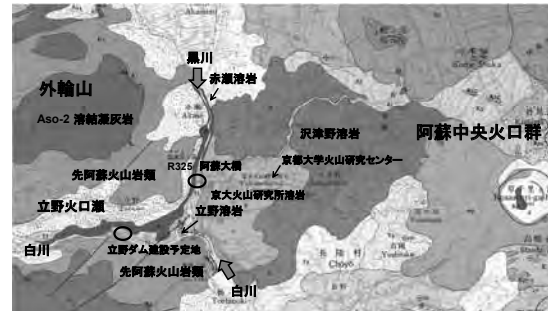 黒川
赤瀬溶岩
外輪山
Aso-2 溶結凝灰岩
沢津野溶岩
阿蘇中央火口群
先阿蘇火山岩類
R325
阿蘇大橋
京都大学火山研究センター
京大火山研究所溶岩
立野火口瀬
立野溶岩
白川
立野ダム建設予定地
長陽村
Chōyō
先阿蘇火山岩類
白川